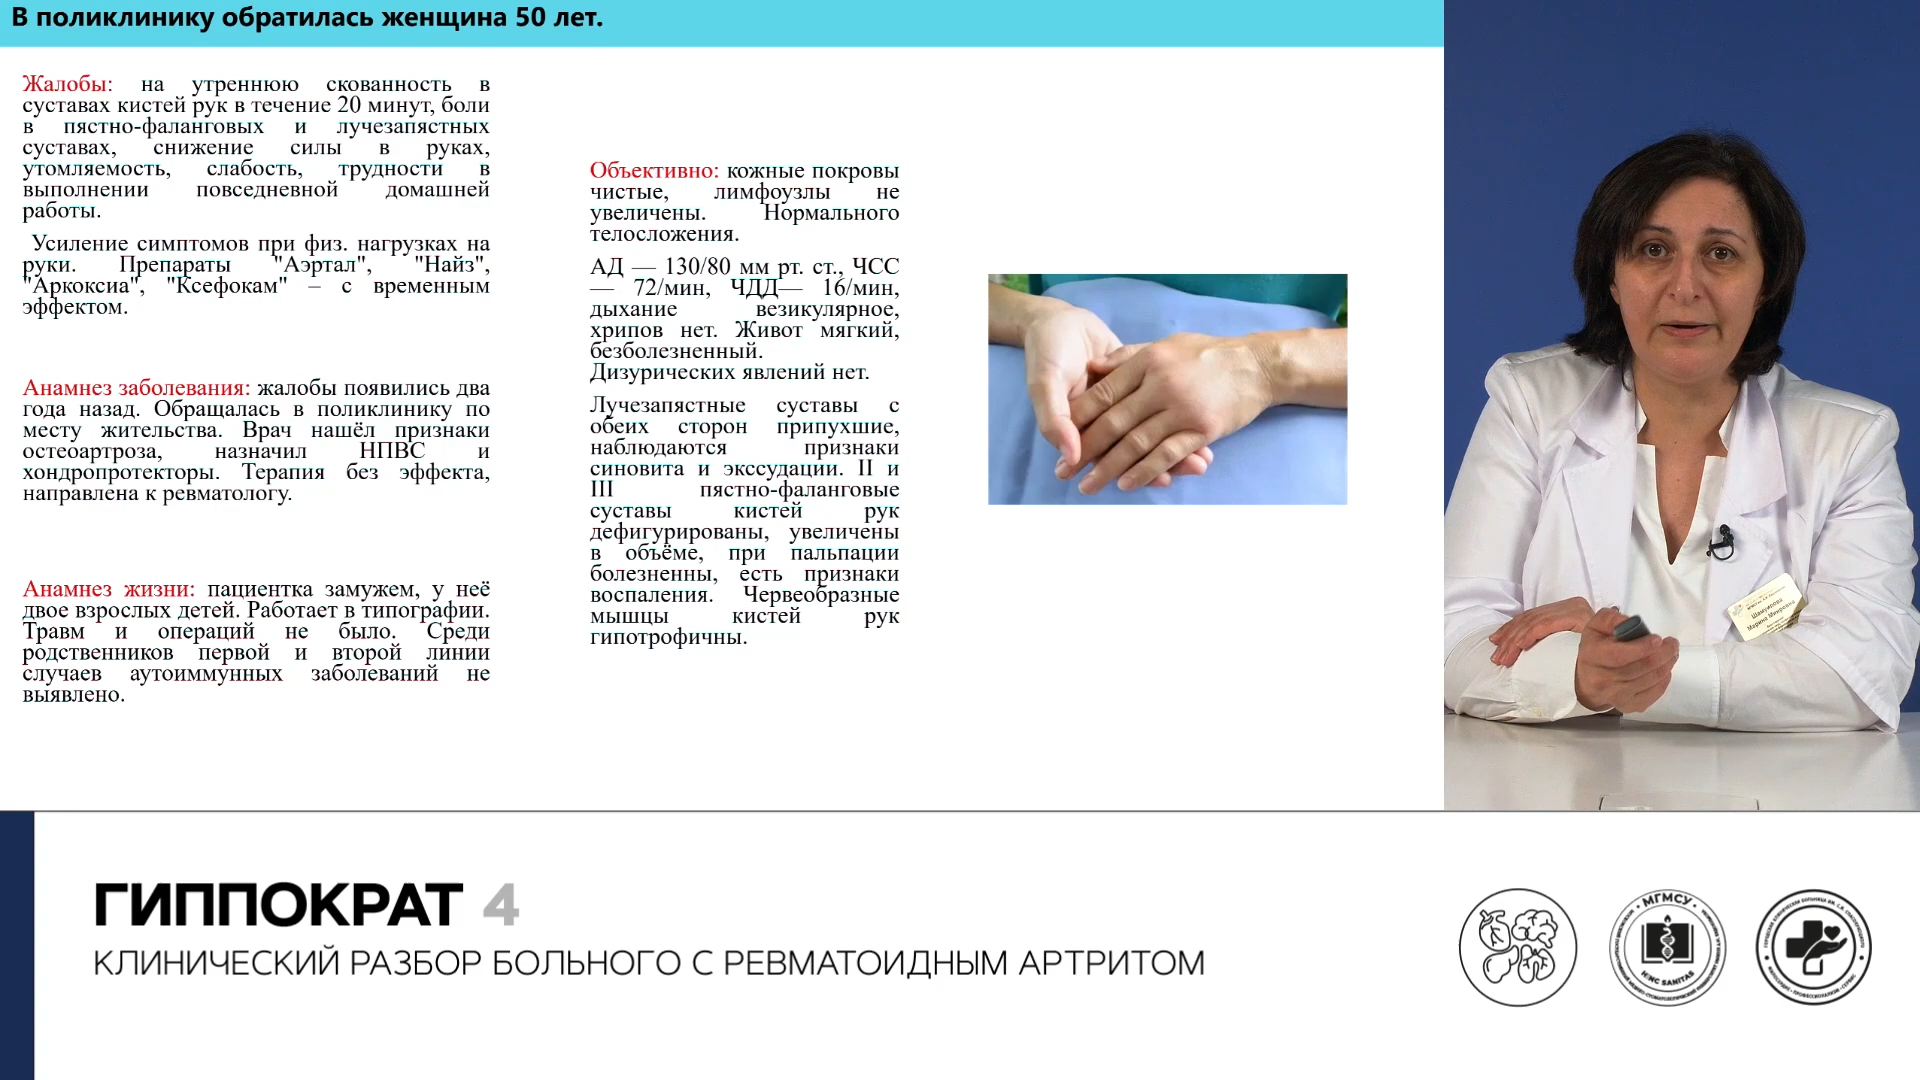 В поликлинику обратилась женщина 50 лет.
Жалобы: на утреннюю скованность в
суставах кистей рук в течение 20 минут, боли
в пястно-фаланговых и лучезапястных
суставах, снижение силы в руках,
утомляемость, слабость, трудности в
выполнении повседневной домашней
работы.
Усиление симптомов при физ. нагрузках на
руки. Препараты "Аэртал", "Найз",
"Аркоксиа", "Ксефокам" – с временным
эффектом.
Анамнез заболевания: жалобы появились два
года назад. Обращалась в поликлинику по
месту жительства. Врач нашёл признаки
остеоартроза, назначил НПВС и
хондропротекторы. Терапия без эффекта,
направлена к ревматологу.
Анамнез жизни: пациентка замужем, у неё
двое взрослых детей. Работает в типографии.
Травм и операций не было. Среди
родственников первой и второй линии
случаев аутоиммунных заболеваний не
выявлено.
Объективно: кожные покровы
чистые, лимфоузлы не
увеличены. Нормального
телосложения.
АД — 130/80 мм рт. ст., ЧСС
— 72/мин, ЧДД— 16/мин,
дыхание везикулярное,
хрипов нет. Живот мягкий,
безболезненный.
Дизурических явлений нет.
Лучезапястные суставы с
обеих сторон припухшие,
наблюдаются признаки
синовита и экссудации. II и
III пястно-фаланговые
суставы кистей рук
дефигурированы, увеличены
в объёме, при пальпации
болезненны, есть признаки
воспаления. Червеобразные
мышцы кистей рук
гипотрофичны.
Шамуилова
Марина Мироновна
ГИППОКРАТ 4
КЛИНИЧЕСКИЙ РАЗБОР БОЛЬНОГО С РЕВМАТОИДНЫМ АРТРИТОМ
МГМСУ
SANITAS